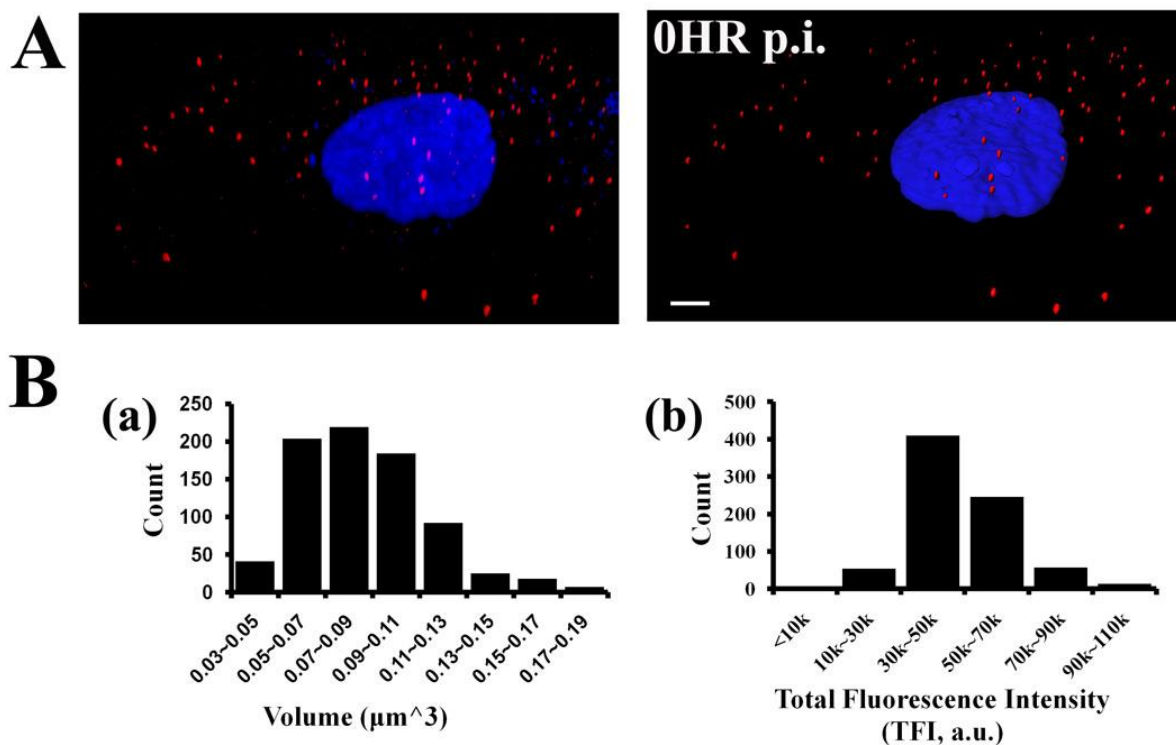 A
0HR p.i.
B
(a)
250
200
150
100
50
0
Count
0.03~0.05
0.05~0.07
0.07~0.09
0.09~0.11
0.11~0.13
0.13~0.15
0.15~0.17
0.17~0.19
Volume (μm^3)
(b)
500
400
300
200
100
0
Count
<10k
10k~30k
30k~50k
50k~70k
70k~90k
90k~110k
Total Fluorescence Intensity
(TFI, a.u.)